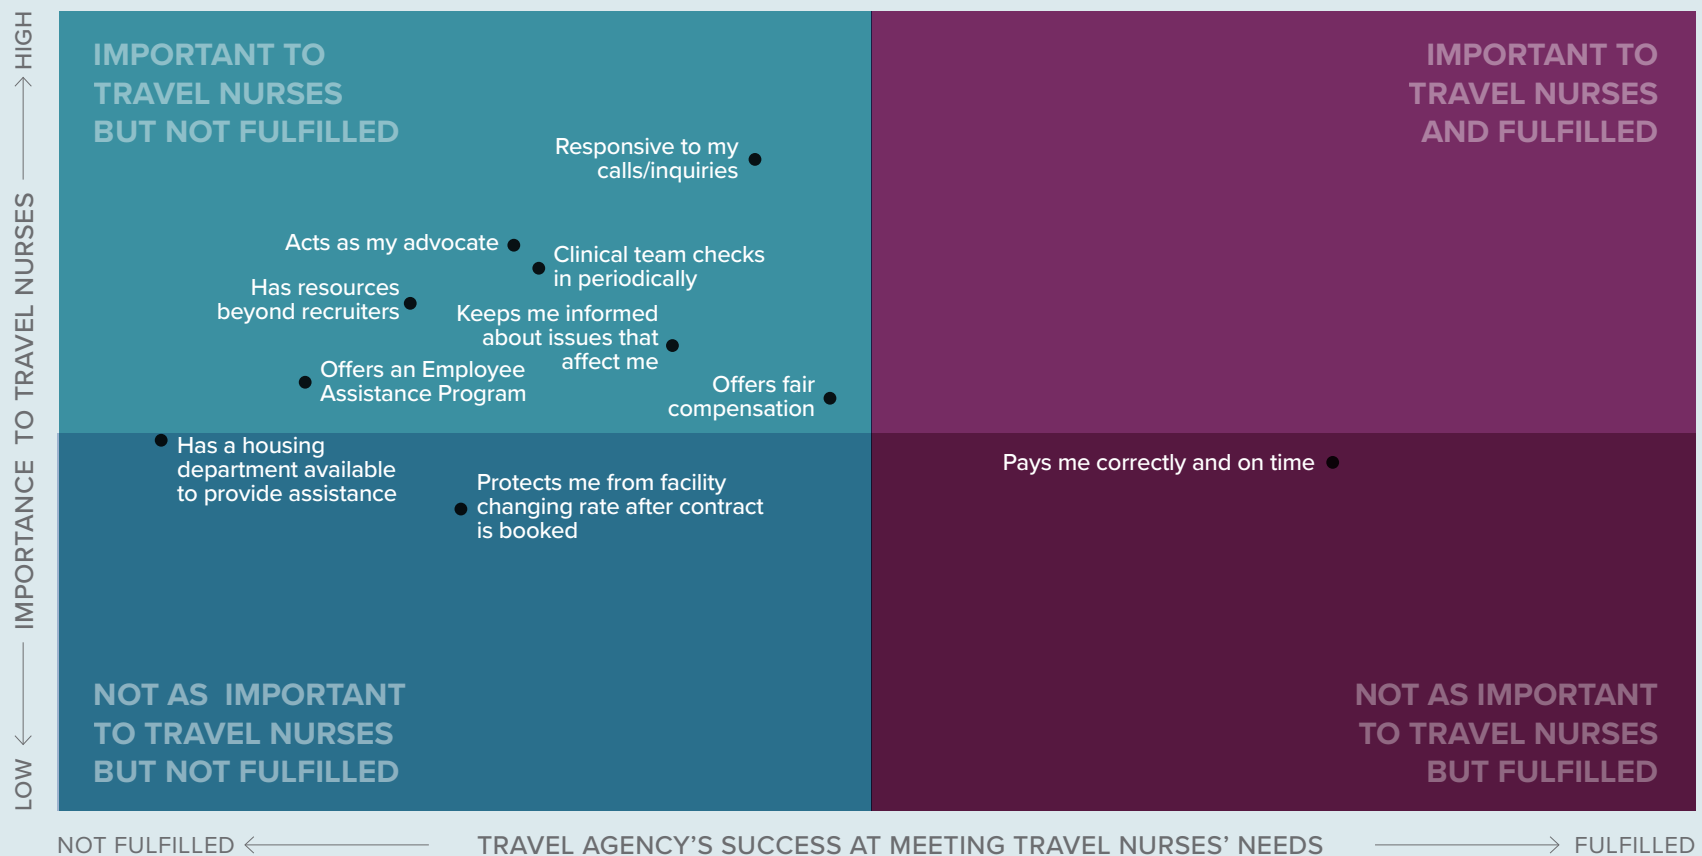 HIGH
IMPORTANCE TO TRAVEL NURSES
LOW
IMPORTANT TO
TRAVEL NURSES
BUT NOT FULFILLED
IMPORTANT TO
TRAVEL NURSES
AND FULFILLED
Responsive to my
calls/inquiries
Acts as my advocate
Clinical team checks
in periodically
Has resources
beyond recruiters
Keeps me informed
about issues that
affect me
Offers an Employee
Assistance Program
Offers fair
compensation
Has a housing
department available
to provide assistance
Protects me from facility
changing rate after contract
is booked
Pays me correctly and on time
NOT AS IMPORTANT
TO TRAVEL NURSES
BUT NOT FULFILLED
NOT AS IMPORTANT
TO TRAVEL NURSES
BUT FULFILLED
NOT FULFILLED
TRAVEL AGENCY’S SUCCESS AT MEETING TRAVEL NURSES’ NEEDS
FULFILLED